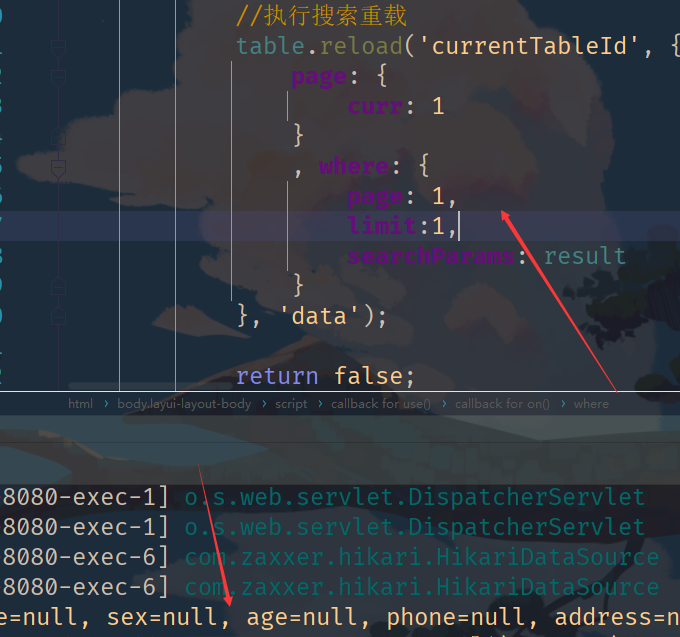 //执行搜索重载
table.reload('currentTableId', {
page: {
curr: 1
}
, where: {
page: 1,
limit:1,
searchParams: result
}
}, 'data');
return false;
html › body.layui-layout-body › script › callback for use() › callback for on() › where
8080-exec-1] o.s.web.servlet.DispatcherServlet
8080-exec-1] o.s.web.servlet.DispatcherServlet
8080-exec-6] com.zaxxer.hikari.HikariDataSource
8080-exec-6] com.zaxxer.hikari.HikariDataSource
e=null, sex=null, age=null, phone=null, address=n